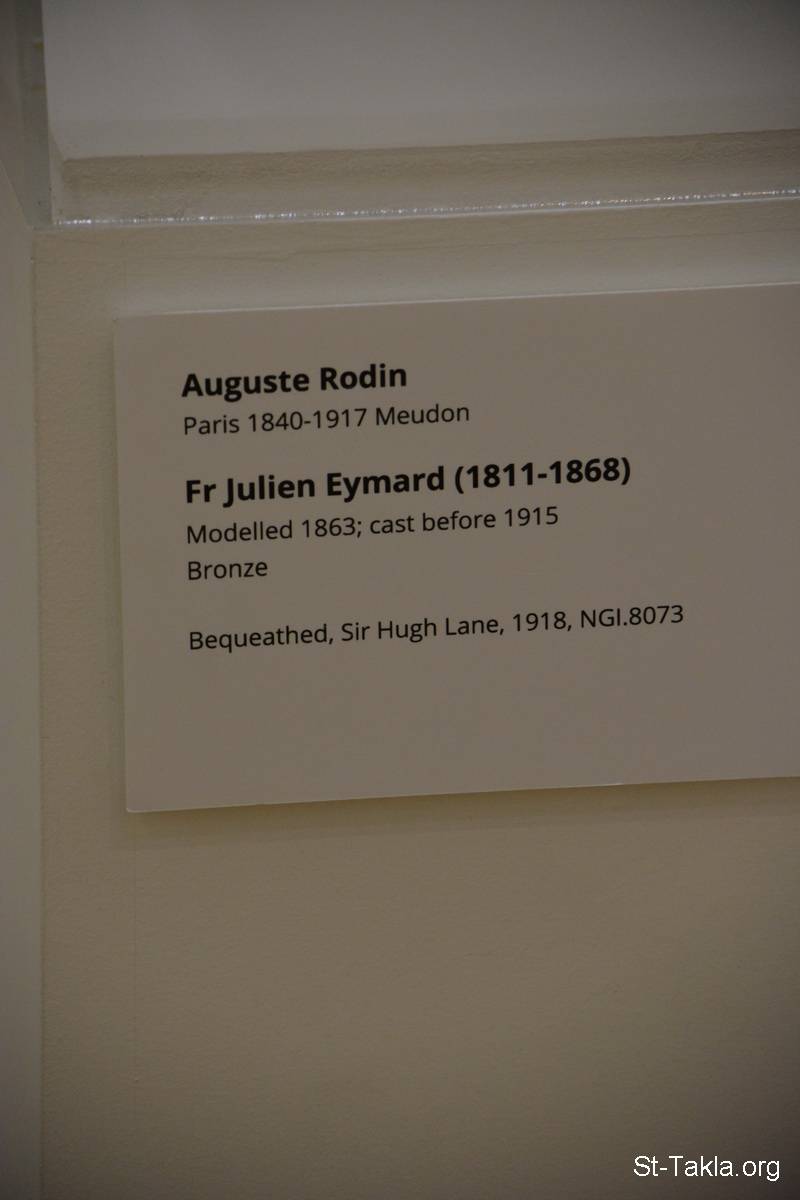 Auguste Rodin
Paris 1840-1917 Meudon
Fr Julien Eymard (1811-1868)
Modelled 1863; cast before 1915
Bronze
Bequeathed, Sir Hugh Lane, 1918, NGI.8073
St-Takla.org